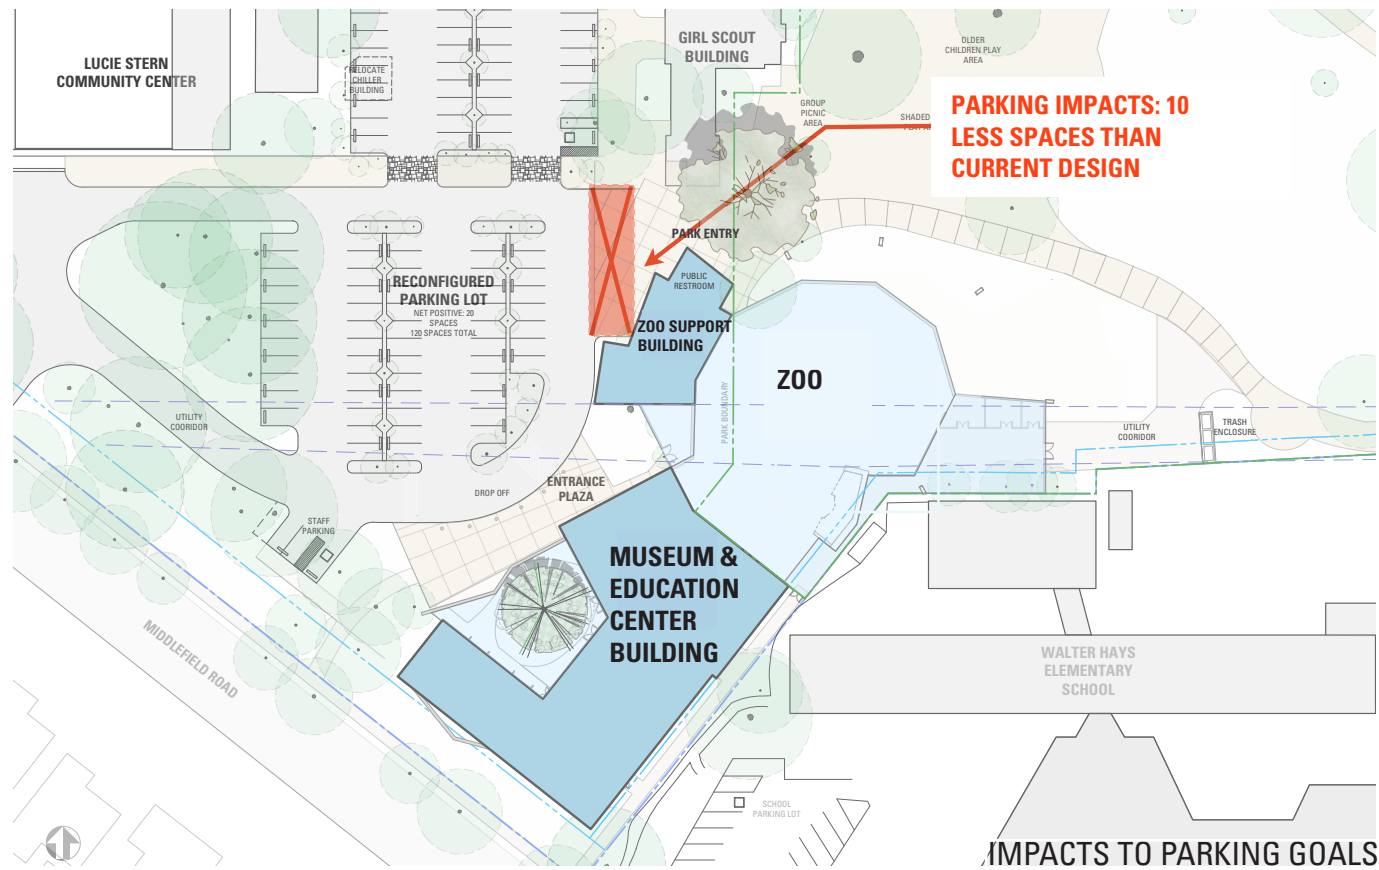 LUCIE STERN
COMMUNITY CENTER
RELOCATE
CHILLER
BUILDING
GIRL SCOUT
BUILDING
OLDER
CHILDREN PLAY
AREA
GROUP
PICNIC
AREA
SHADED
PARKING IMPACTS: 10
LESS SPACES THAN
CURRENT DESIGN
PARK ENTRY
PUBLIC
RESTROOM
RECONFIGURED
PARKING LOT
NET POSITIVE: 20
SPACES
120 SPACES TOTAL
ZOO SUPPORT
BUILDING
ZOO
PARK BOUNDARY
UTILITY
COORIDOR
UTILITY
COORIDOR
TRASH
ENCLOSURE
DROP OFF
ENTRANCE
PLAZA
STAFF
PARKING
MUSEUM &
EDUCATION
CENTER
BUILDING
MIDDLEFIELD ROAD
WALTER HAYS
ELEMENTARY
SCHOOL
SCHOOL
PARKING LOT
IMPACTS TO PARKING GOALS